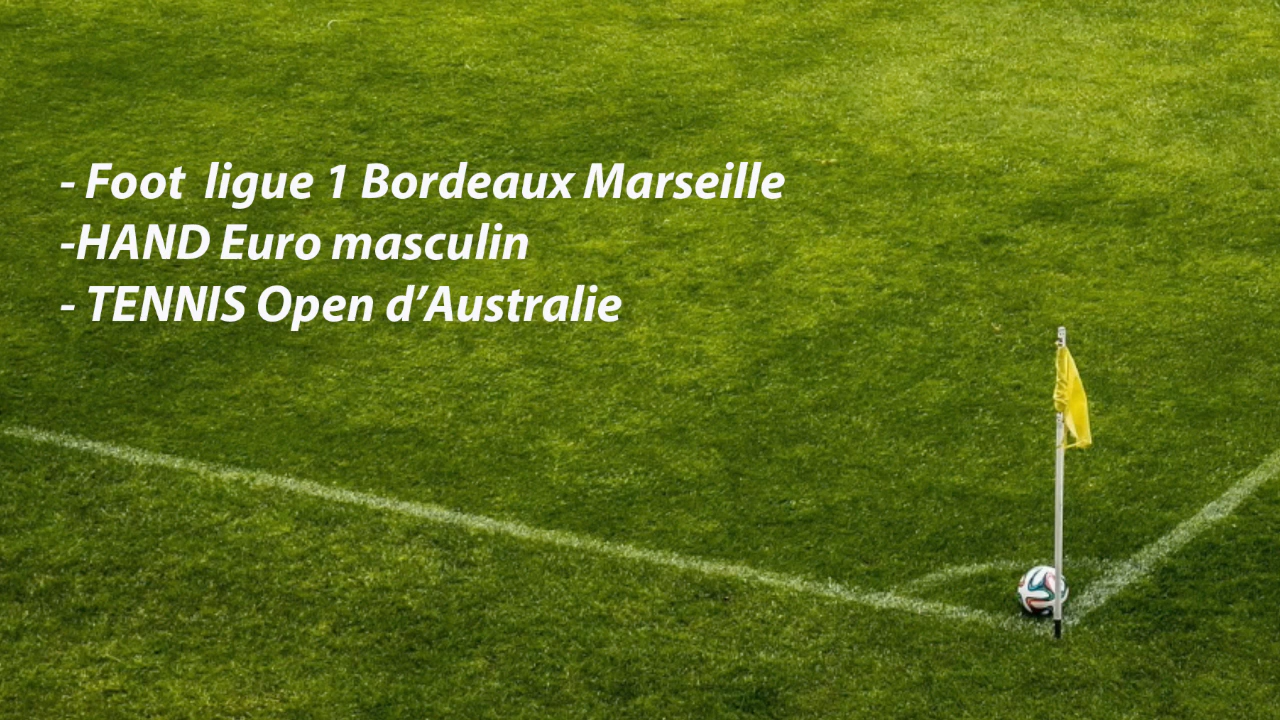 - Foot ligue 1 Bordeaux Marseille
-HAND Euro masculin
- TENNIS Open d’Australie